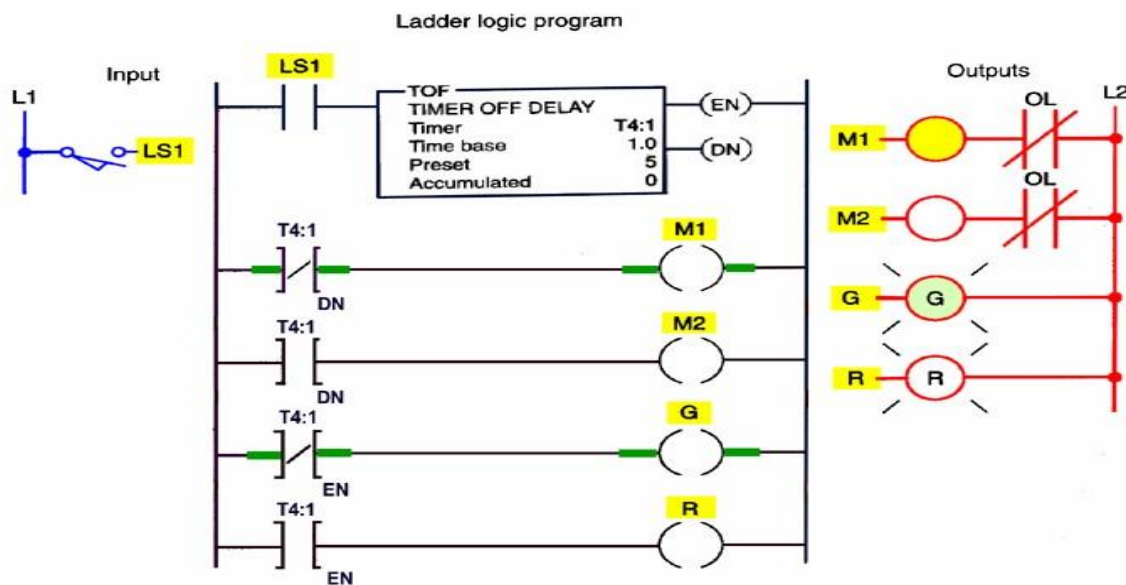 Ladder logic program
Input
L1
LS1
LS1
TOF
TIMER OFF DELAY
Timer T4:1
Time base 1.0
Preset 5
Accumulated 0
EN
DN
T4:1
DN
M1
T4:1
DN
M2
T4:1
EN
G
T4:1
EN
R
Outputs
L2
OL
M1
OL
M2
G G
R R